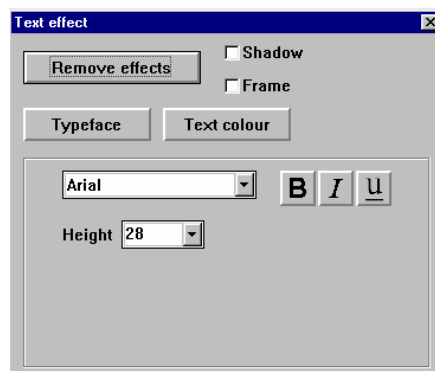 Text effect
Remove effects
Shadow
Frame
Typeface Text colour
Arial B I u
Height 28